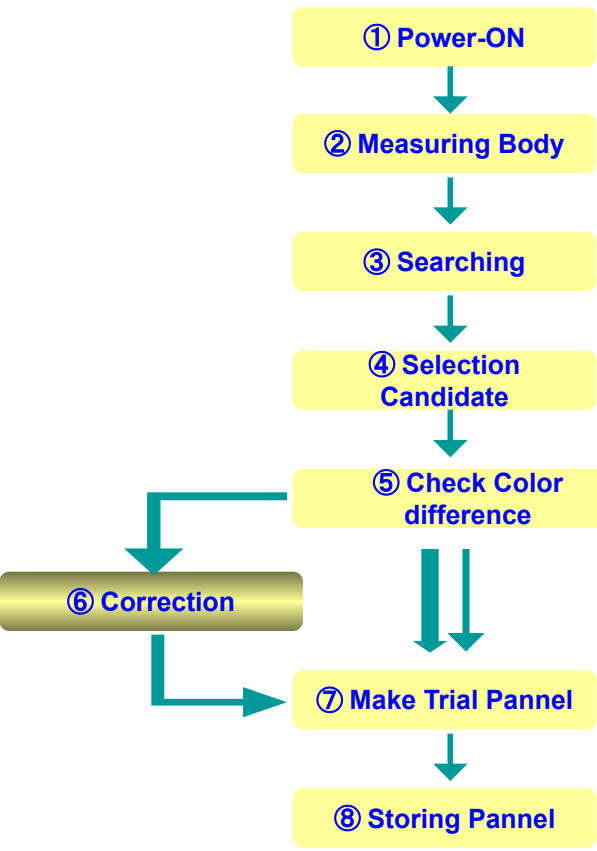 ① Power-ON
② Measuring Body
③ Searching
④ Selection
Candidate
⑤ Check Color
difference
⑥ Correction
⑦ Make Trial Pannel
⑧ Storing Pannel